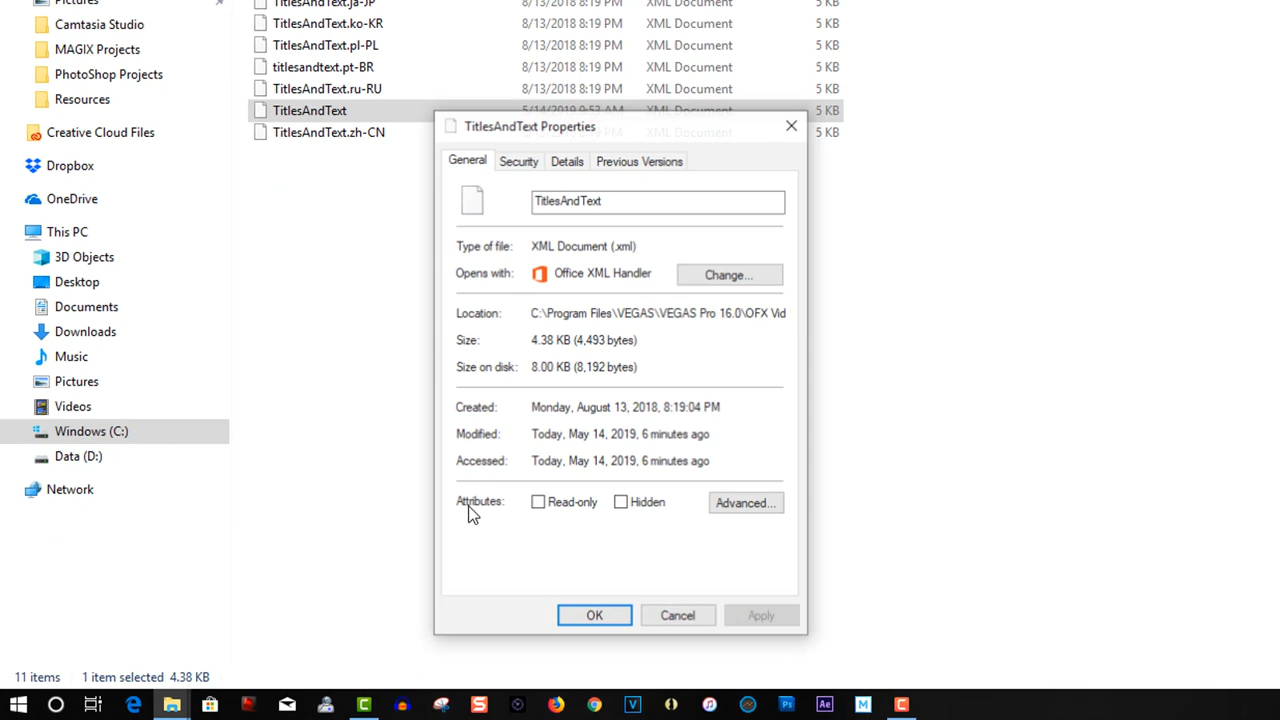 Pictures
TitlesAndText.ja-JP 8/13/2018 8:19 PM XML Document 5 KB
Camtasia Studio
TitlesAndText.ko-KR 8/13/2018 8:19 PM XML Document 5 KB
MAGIX Projects
TitlesAndText.pl-PL 8/13/2018 8:19 PM XML Document 5 KB
PhotoShop Projects
titlesandtext.pt-BR 8/13/2018 8:19 PM XML Document 5 KB
Resources
TitlesAndText.ru-RU 8/13/2018 8:19 PM XML Document 5 KB
TitlesAndText 5/14/2019 9:53 AM XML Document 5 KB
Creative Cloud Files
TitlesAndText.zh-CN 5 KB
Dropbox
OneDrive
This PC
3D Objects
Desktop
Documents
Downloads
Music
Pictures
Videos
Windows (C:)
Data (D:)
Network
TitlesAndText Properties
General Security Details Previous Versions
TitlesAndText
Type of file: XML Document (.xml)
Opens with: Office XML Handler Change...
Location: C:\Program Files\VEGAS\VEGAS Pro 16.0\OFX Vid
Size: 4.38 KB (4,493 bytes)
Size on disk: 8.00 KB (8,192 bytes)
Created: Monday, August 13, 2018, 8:19:04 PM
Modified: Today, May 14, 2019, 6 minutes ago
Accessed: Today, May 14, 2019, 6 minutes ago
Attributes: Read-only Hidden Advanced...
OK Cancel Apply
11 items 1 item selected 4.38 KB